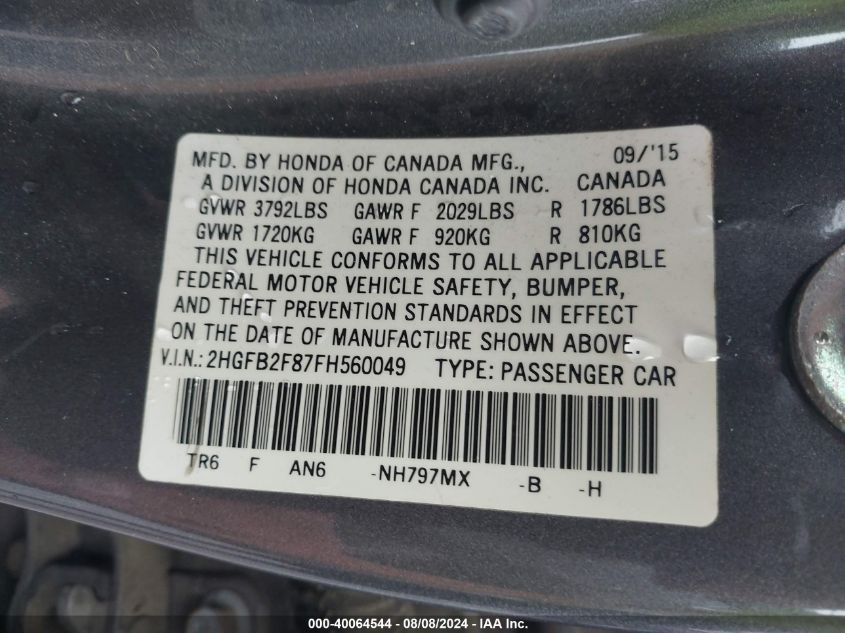 MFD. BY HONDA OF CANADA MFG., 09/'15
A DIVISION OF HONDA CANADA INC. CANADA
GVWR 3792LBS GAWR F 2029LBS R 1786LBS
GVWR 1720KG GAWR F 920KG R 810KG
THIS VEHICLE CONFORMS TO ALL APPLICABLE
FEDERAL MOTOR VEHICLE SAFETY, BUMPER,
AND THEFT PREVENTION STANDARDS IN EFFECT
ON THE DATE OF MANUFACTURE SHOWN ABOVE.
V.I.N.: 2HGFB2F87FH560049 TYPE: PASSENGER CAR
TR6 F AN6 -NH797MX -B -H
000-40064544 - 08/08/2024 - IAA Inc.